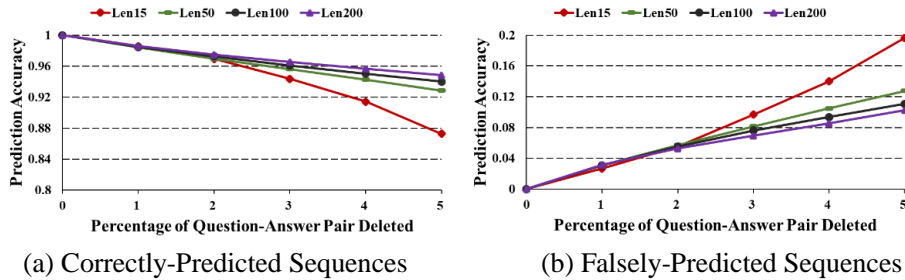 Len15 Len50 Len100 Len200
Prediction Accuracy
1
0.96
0.92
0.88
0.84
0.8
0 1 2 3 4 5
Percentage of Question-Answer Pair Deleted
(a) Correctly-Predicted Sequences
Len15 Len50 Len100 Len200
Prediction Accuracy
0.2
0.16
0.12
0.08
0.04
0
0 1 2 3 4 5
Percentage of Question-Answer Pair Deleted
(b) Falsely-Predicted Sequences